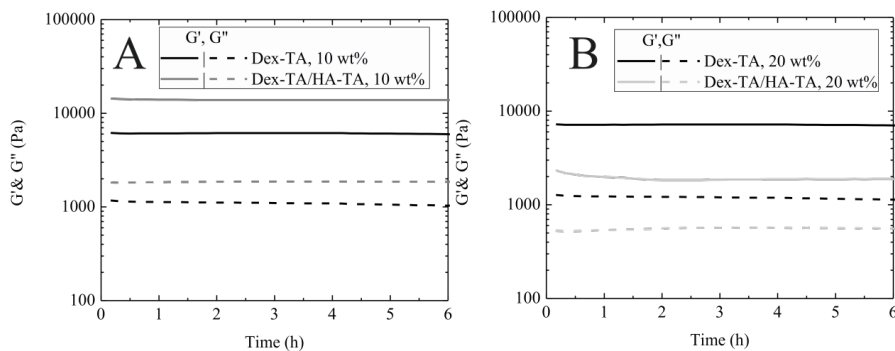 A
G', G"
Dex-TA, 10 wt%
Dex-TA/HA-TA, 10 wt%
100000
10000
1000
100
G'& G" (Pa)
0 1 2 3 4 5 6
Time (h)
B
G',G"
Dex-TA, 20 wt%
Dex-TA/HA-TA, 20 wt%
100000
10000
1000
100
G'& G" (Pa)
0 1 2 3 4 5 6
Time (h)